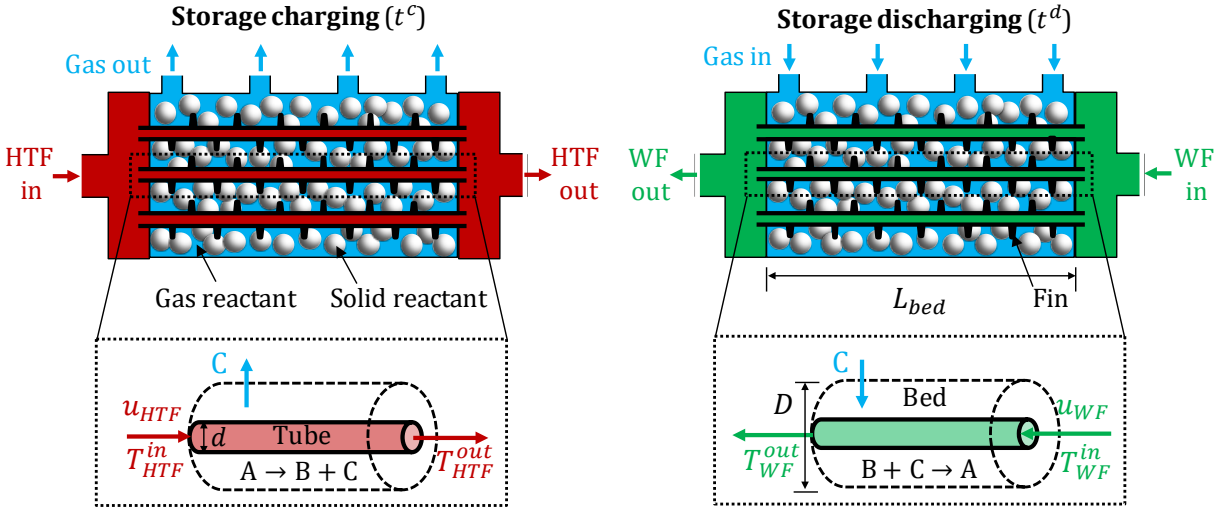 Storage charging (t^c)
Gas out
HTF
in
HTF
out
Gas reactant
Solid reactant
C
u_HTF
d
Tube
T_HTF^in
T_HTF^out
A → B + C
Storage discharging (t^d)
Gas in
WF
out
WF
in
L_bed
Fin
C
D
Bed
u_WF
T_WF^out
T_WF^in
B + C → A